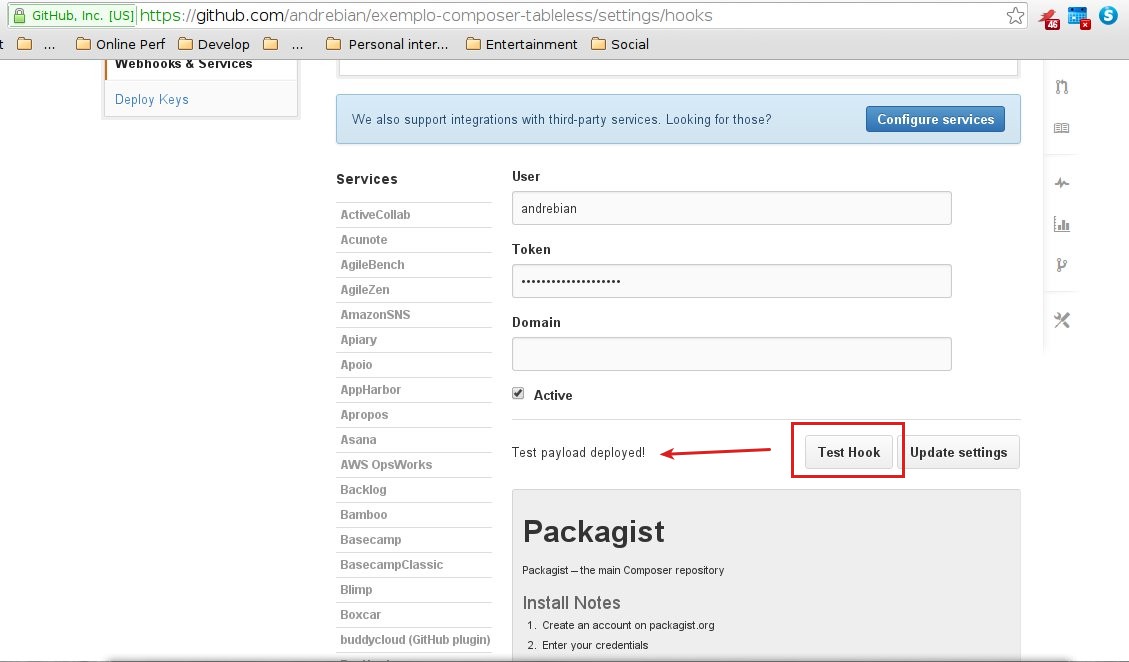 GitHub, Inc. [US] https://github.com/andrebian/exemplo-composer-tableless/settings/hooks
46
t ... Online Perf Develop ... Personal inter... Entertainment Social
Webhooks & Services
Deploy Keys
We also support integrations with third-party services. Looking for those?
Configure services
Services
ActiveCollab
Acunote
AgileBench
AgileZen
AmazonSNS
Apiary
Apoio
AppHarbor
Apropos
Asana
AWS OpsWorks
Backlog
Bamboo
Basecamp
BasecampClassic
Blimp
Boxcar
buddycloud (GitHub plugin)
User
andrebian
Token
••••••••••••••••••••
Domain
Active
Test payload deployed!
Test Hook
Update settings
Packagist
Packagist – the main Composer repository
Install Notes
1. Create an account on packagist.org
2. Enter your credentials